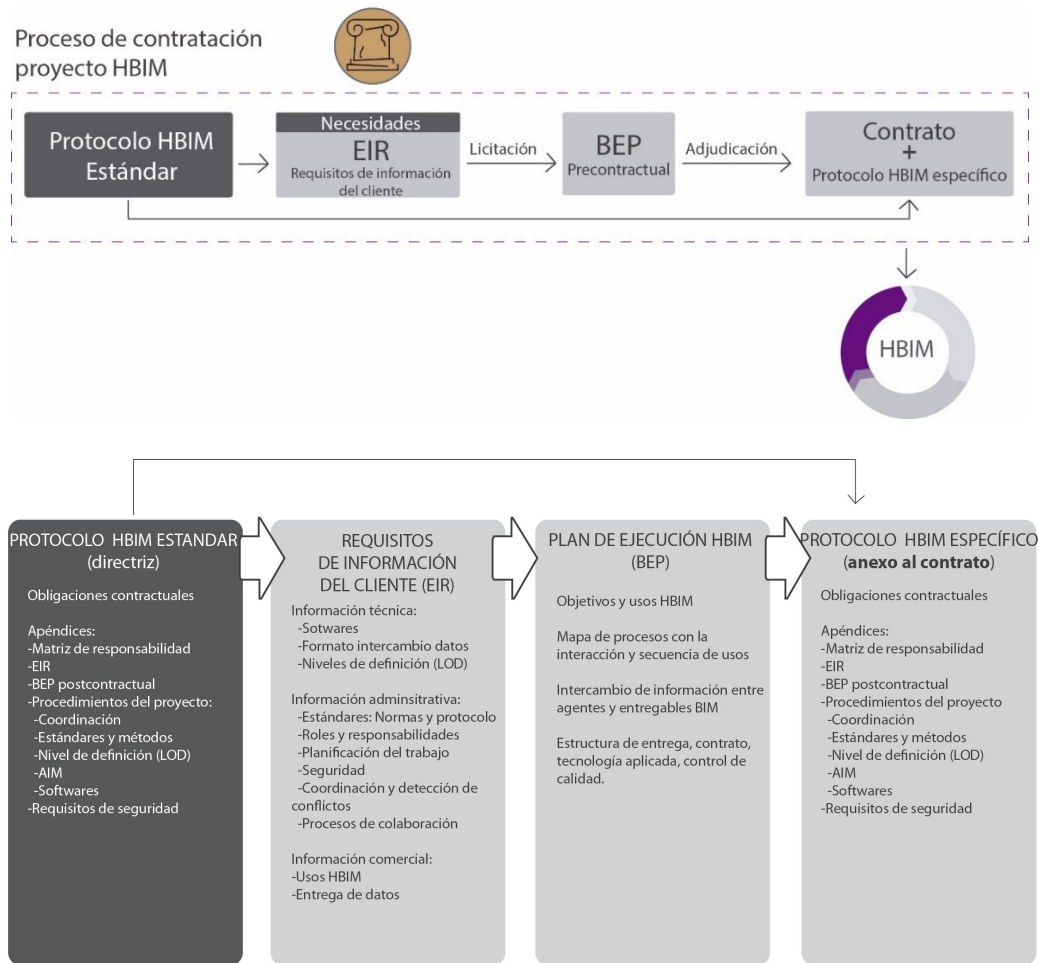 Proceso de contratación
proyecto HBIM
Protocolo HBIM
Estándar
Necesidades
EIR
Requisitos de información
del cliente
Licitación
BEP
Precontractual
Adjudicación
Contrato
+
Protocolo HBIM específico
HBIM
PROTOCOLO HBIM ESTANDAR
(directriz)
Obligaciones contractuales
Apéndices:
-Matriz de responsabilidad
-EIR
-BEP postcontractual
-Procedimientos del proyecto:
-Coordinación
-Estándares y métodos
-Nivel de definición (LOD)
-AIM
-Softwares
-Requisitos de seguridad
REQUISITOS
DE INFORMACIÓN
DEL CLIENTE (EIR)
Información técnica:
-Sotwares
-Formato intercambio datos
-Niveles de definición (LOD)
Información adminsitrativa:
-Estándares: Normas y protocolo
-Roles y responsabilidades
-Planificación del trabajo
-Seguridad
-Coordinación y detección de
conflictos
-Procesos de colaboración
Información comercial:
-Usos HBIM
-Entrega de datos
PLAN DE EJECUCIÓN HBIM
(BEP)
Objetivos y usos HBIM
Mapa de procesos con la
interacción y secuencia de usos
Intercambio de información entre
agentes y entregables BIM
Estructura de entrega, contrato,
tecnología aplicada, control de
calidad.
PROTOCOLO HBIM ESPECÍFICO
(anexo al contrato)
Obligaciones contractuales
Apéndices:
-Matriz de responsabilidad
-EIR
-BEP postcontractual
-Procedimientos del proyecto
-Coordinación
-Estándares y métodos
-Nivel de definición (LOD)
-AIM
-Softwares
-Requisitos de seguridad